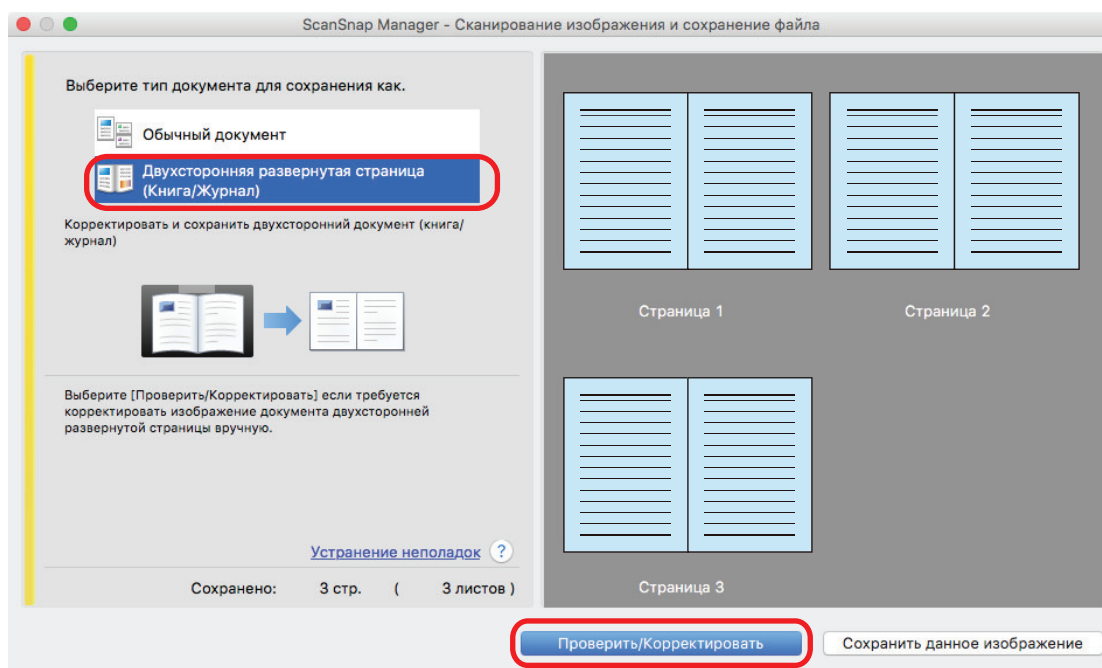 ScanSnap Manager - Сканирование изображения и сохранение файла
Выберите тип документа для сохранения как.
Обычный документ
Двухсторонняя развернутая страница
(Книга/Журнал)
Корректировать и сохранить двухсторонний документ (книга/
журнал)
Выберите [Проверить/Корректировать] если требуется
корректировать изображение документа двухсторонней
развернутой страницы вручную.
Устранение неполадок ?
Сохранено: 3 стр. ( 3 листов )
Страница 1
Страница 2
Страница 3
Проверить/Корректировать
Сохранить данное изображение